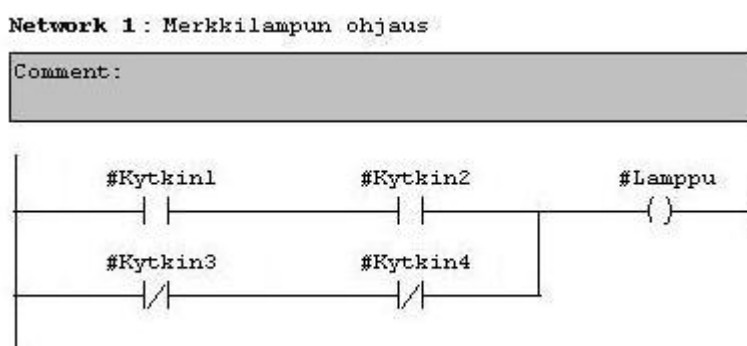 Network 1: Merkkilampun ohjaus
Comment:
#Kytkin1 #Kytkin2 #Lamppu
#Kytkin3 #Kytkin4